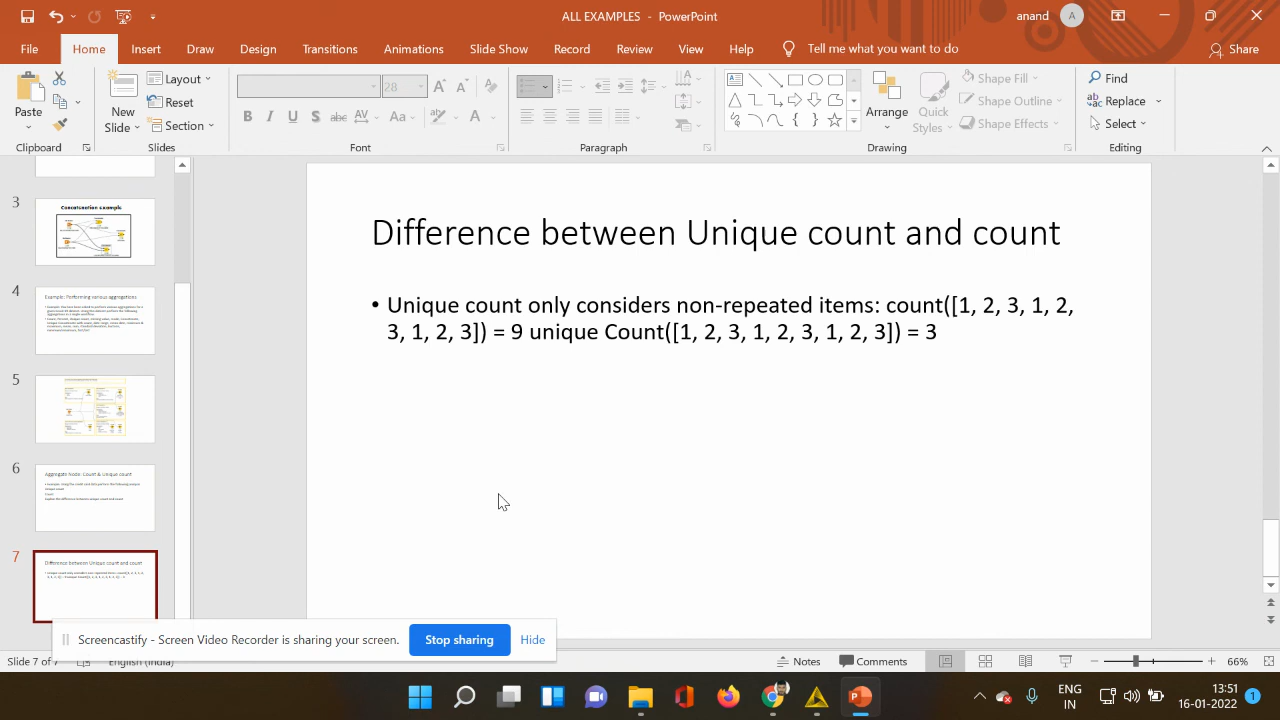 ALL EXAMPLES - PowerPoint
anand
A
File Home Insert Draw Design Transitions Animations Slide Show Record Review View Help Tell me what you want to do Share
Paste
Clipboard
New Slide
Layout
Reset
Section
Slides
28
B I U S abc AV Aa A
Font
Paragraph
Arrange
Quick Styles
Shape Fill
Shape Outline
Shape Effects
Drawing
Find
Replace
Select
Editing
3
Concatenation Example
4
Example: Performing various aggregations
5
6
Aggregate Node: Count & Unique count
7
Difference between Unique count and count
Difference between Unique count and count
• Unique count only considers non-repeated items: count([1, 2, 3, 1, 2,
3, 1, 2, 3]) = 9 unique Count([1, 2, 3, 1, 2, 3, 1, 2, 3]) = 3
Screencastify - Screen Video Recorder is sharing your screen. Stop sharing Hide
Slide 7 of 7 English (India) Notes Comments 66%
ENG
IN
13:51
16-01-2022
1